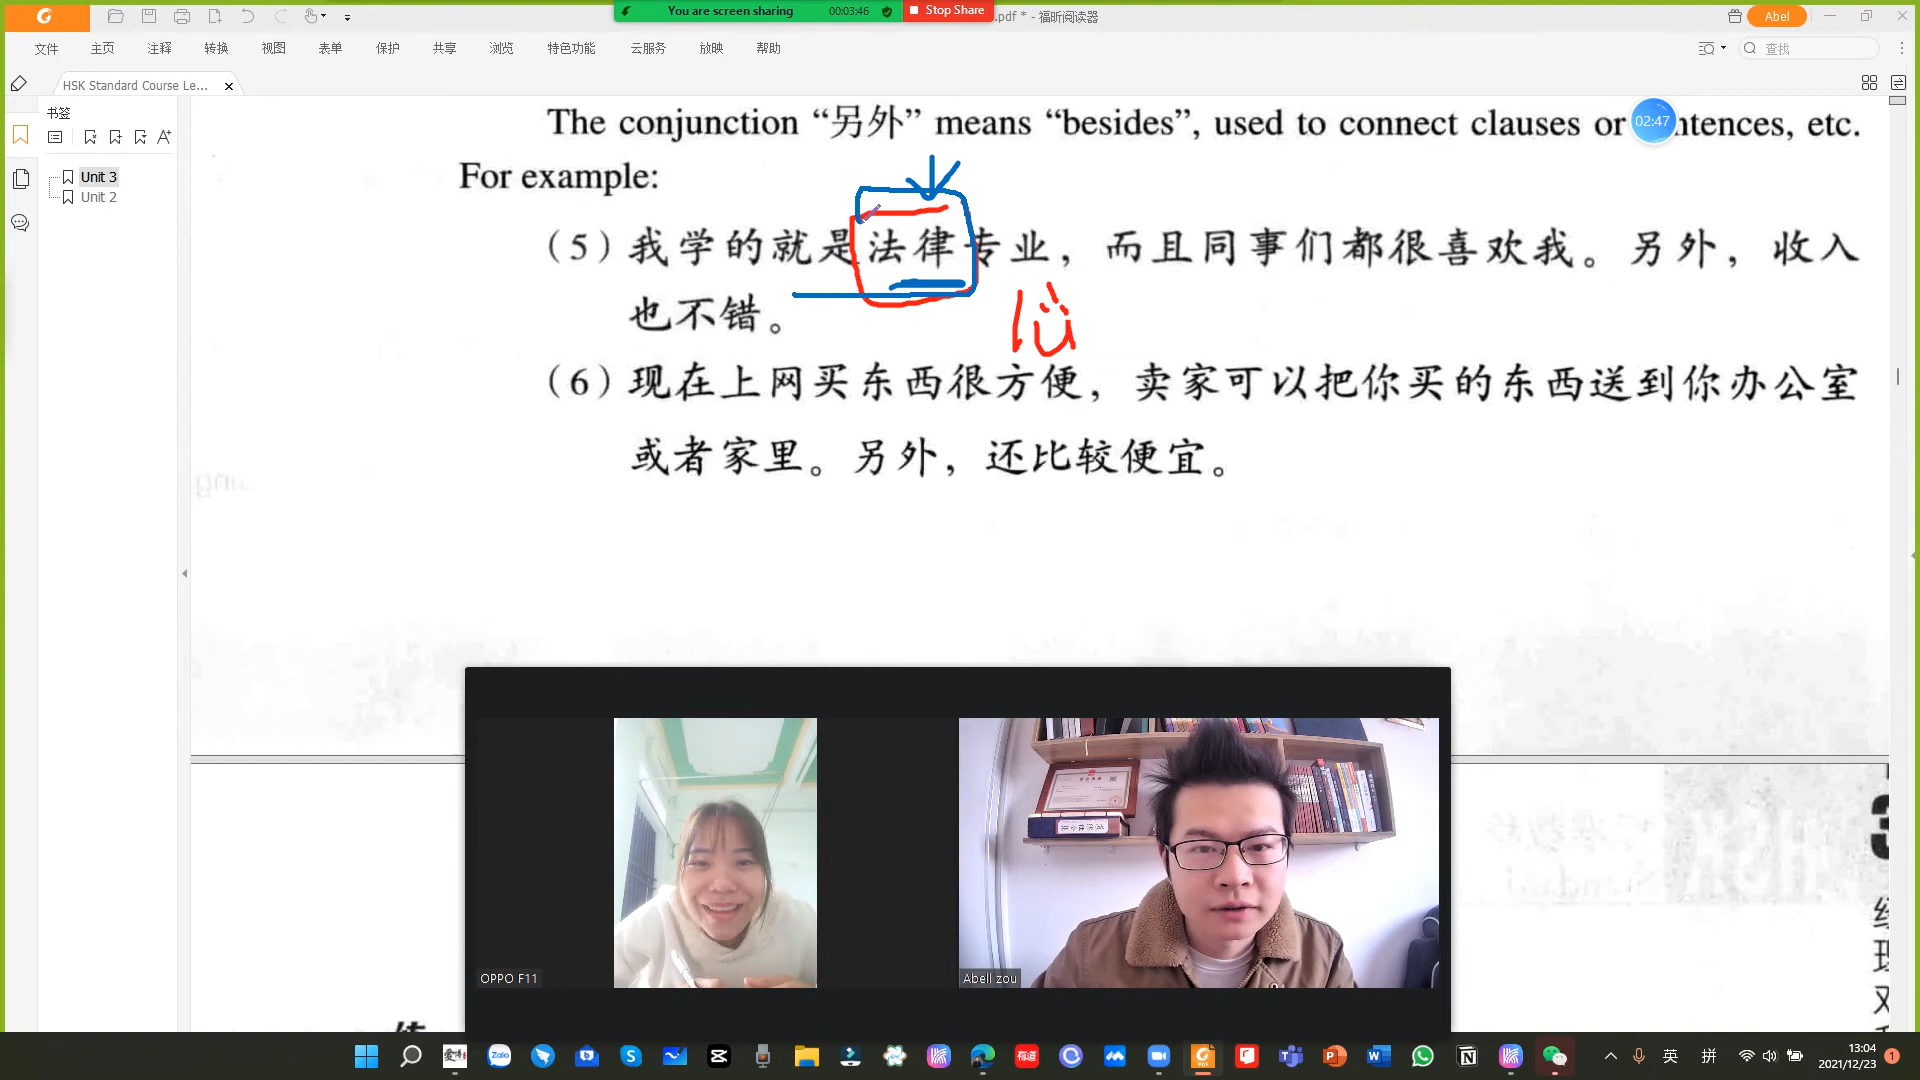 You are screen sharing 00:03:46 Stop Share
.pdf * - 福昕阅读器
Abel
文件 主页 注释 转换 视图 表单 保护 共享 浏览 特色功能 云服务 放映 帮助
查找
HSK Standard Course Le...
书签
Unit 3
Unit 2
The conjunction “另外” means “besides”, used to connect clauses or ntences, etc.
02:47
For example:
（5）我学的就是法律专业，而且同事们都很喜欢我。另外，收入
也不错。
（6）现在上网买东西很方便，卖家可以把你买的东西送到你办公室
或者家里。另外，还比较便宜。
OPPO F11
Abell zou
Zalo
有道
英 拼
13:04
2021/12/23
1